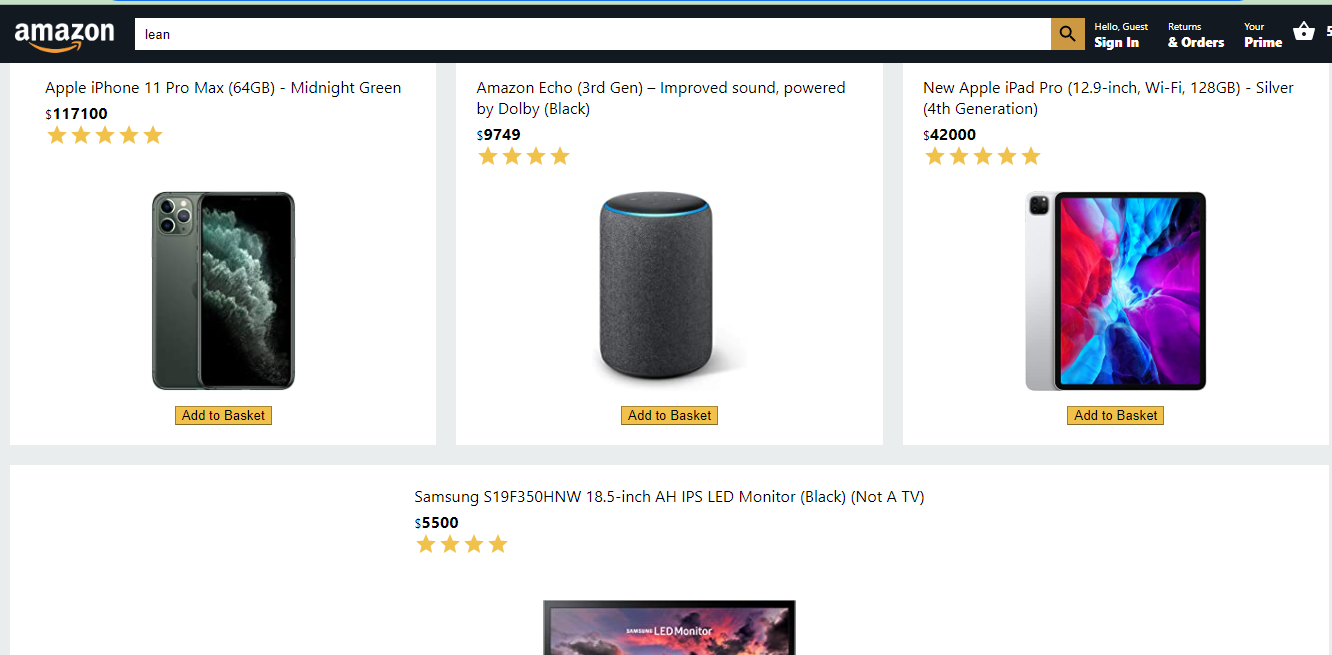 amazon
lean
Hello, Guest
Sign In
Returns
& Orders
Your
Prime
5
Apple iPhone 11 Pro Max (64GB) - Midnight Green
$117100
Add to Basket
Amazon Echo (3rd Gen) – Improved sound, powered
by Dolby (Black)
$9749
Add to Basket
New Apple iPad Pro (12.9-inch, Wi-Fi, 128GB) - Silver
(4th Generation)
$42000
Add to Basket
Samsung S19F350HNW 18.5-inch AH IPS LED Monitor (Black) (Not A TV)
$5500
SAMSUNG LED Monitor